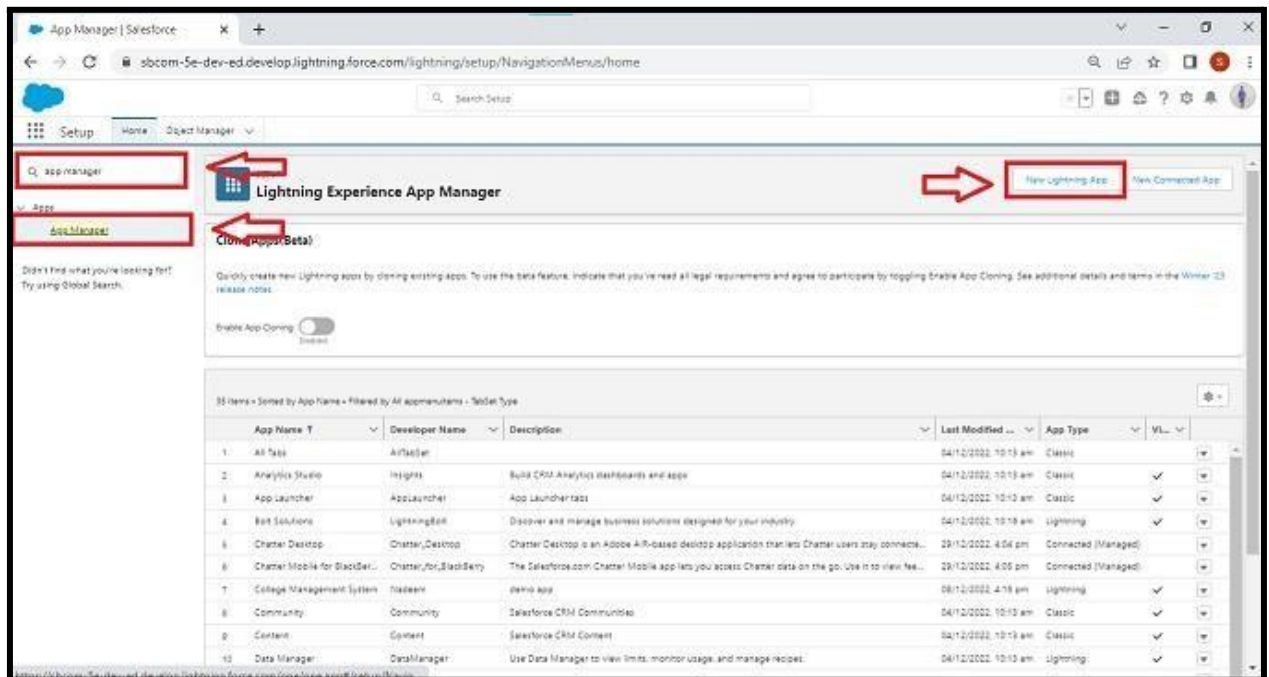 App Manager | Salesforce
sbcom-5e-dev-ed.develop.lightning.force.com/lightning/setup/NavigationMenus/home
S
Search Setup
Setup Home Object Manager
app manager
Lightning Experience App Manager
New Lightning App New Connected App
Apps
App Manager
Didn't find what you're looking for?
Try using Global Search.
Apps (Beta)
Quickly create new Lightning apps by cloning existing apps. To use the beta feature, indicate that you've read all legal requirements and agree to participate by toggling Enable App Cloning. See additional details and terms in the Winter '23
release notes.
Enable App Cloning
Disabled
35 items • Sorted by App Name • Filtered by All appmenuitems - TabSet Type
App Name ↑ Developer Name Description Last Modified ... App Type Vi...
1 All Tabs AllTabSet 04/12/2022, 10:13 am Classic
2 Analytics Studio Insights Build CRM Analytics dashboards and apps 04/12/2022, 10:13 am Classic
3 App Launcher AppLauncher App Launcher tabs 04/12/2022, 10:13 am Classic
4 Bolt Solutions LightningBolt Discover and manage business solutions designed for your industry. 04/12/2022, 10:18 am Lightning
5 Chatter Desktop Chatter_Desktop Chatter Desktop is an Adobe AIR-based desktop application that lets Chatter users stay connecte... 29/12/2022, 4:04 pm Connected (Managed)
6 Chatter Mobile for BlackBer... Chatter_for_BlackBerry The Salesforce.com Chatter Mobile app lets you access Chatter data on the go. Use it to view fee... 29/12/2022, 4:05 pm Connected (Managed)
7 College Management System Nadeem demo app 08/12/2022, 4:18 pm Lightning
8 Community Community Salesforce CRM Communities 04/12/2022, 10:13 am Classic
9 Content Content Salesforce CRM Content 04/12/2022, 10:13 am Classic
10 Data Manager DataManager Use Data Manager to view limits, monitor usage, and manage recipes. 04/12/2022, 10:13 am Lightning